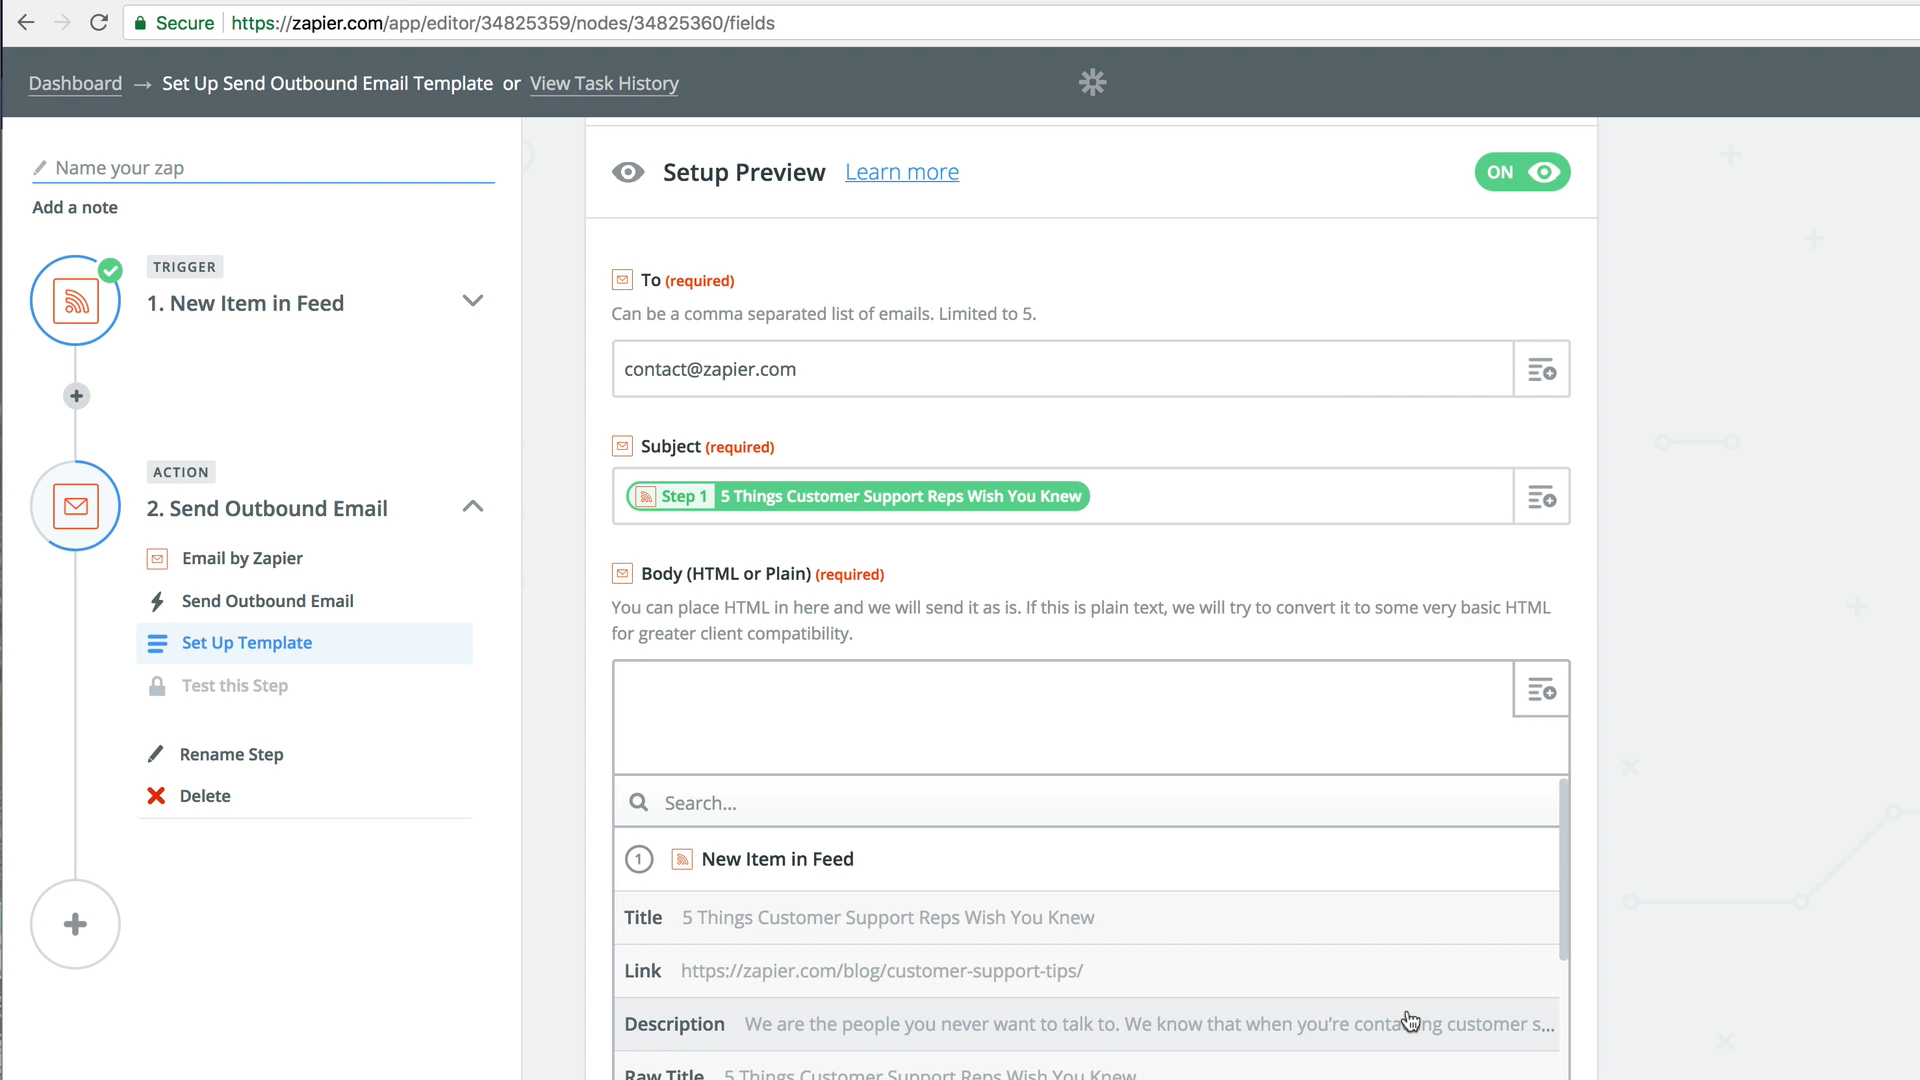 Secure https://zapier.com/app/editor/34825359/nodes/34825360/fields
Dashboard → Set Up Send Outbound Email Template or View Task History
Name your zap
Add a note
TRIGGER
1. New Item in Feed
ACTION
2. Send Outbound Email
Email by Zapier
Send Outbound Email
Set Up Template
Test this Step
Rename Step
Delete
Setup Preview Learn more
ON
To (required)
Can be a comma separated list of emails. Limited to 5.
contact@zapier.com
Subject (required)
Step 1 5 Things Customer Support Reps Wish You Knew
Body (HTML or Plain) (required)
You can place HTML in here and we will send it as is. If this is plain text, we will try to convert it to some very basic HTML
for greater client compatibility.
Search...
1 New Item in Feed
Title 5 Things Customer Support Reps Wish You Knew
Link https://zapier.com/blog/customer-support-tips/
Description We are the people you never want to talk to. We know that when you're contacting customer s...
Raw Title 5 Things Customer Support Reps Wish You Knew